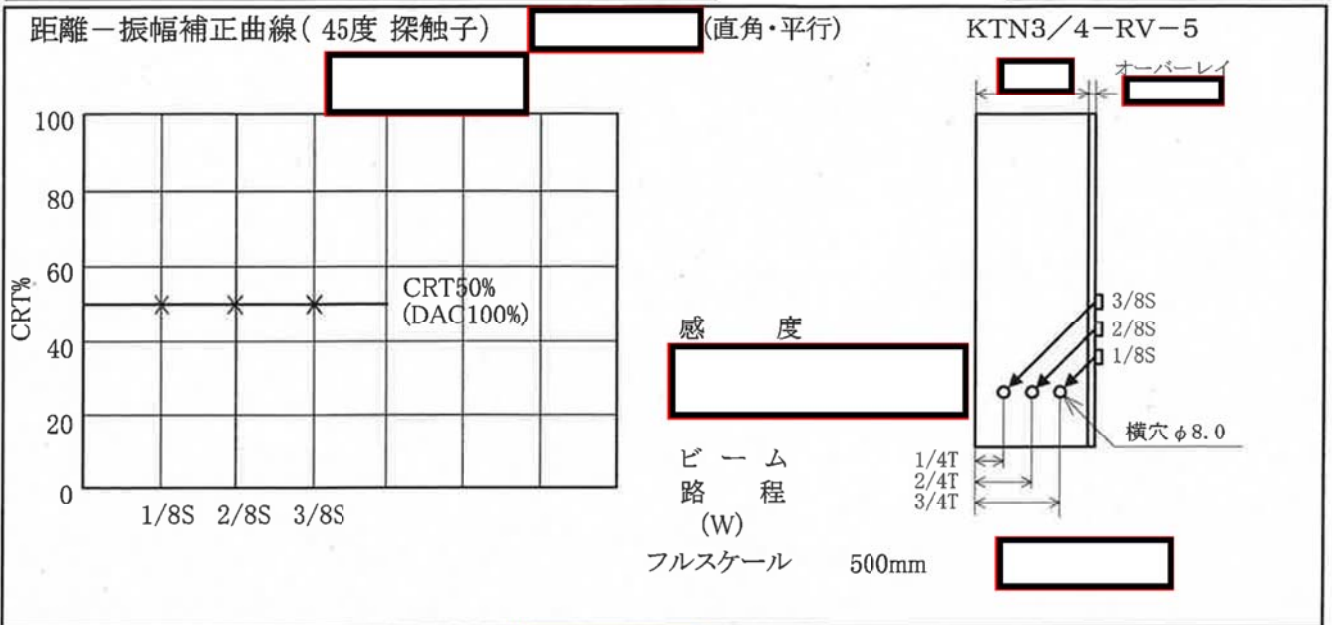 距離－振幅補正曲線( 45度 探触子) (直角・平行) KTN3／4－RV－5
オーバーレイ
100
80
60
40
20
0
CRT%
CRT50%
(DAC100%)
1/8S 2/8S 3/8S
感 度
ビ ー ム
路 程
(W)
フルスケール 500mm
3/8S
2/8S
1/8S
横穴φ8.0
1/4T
2/4T
3/4T